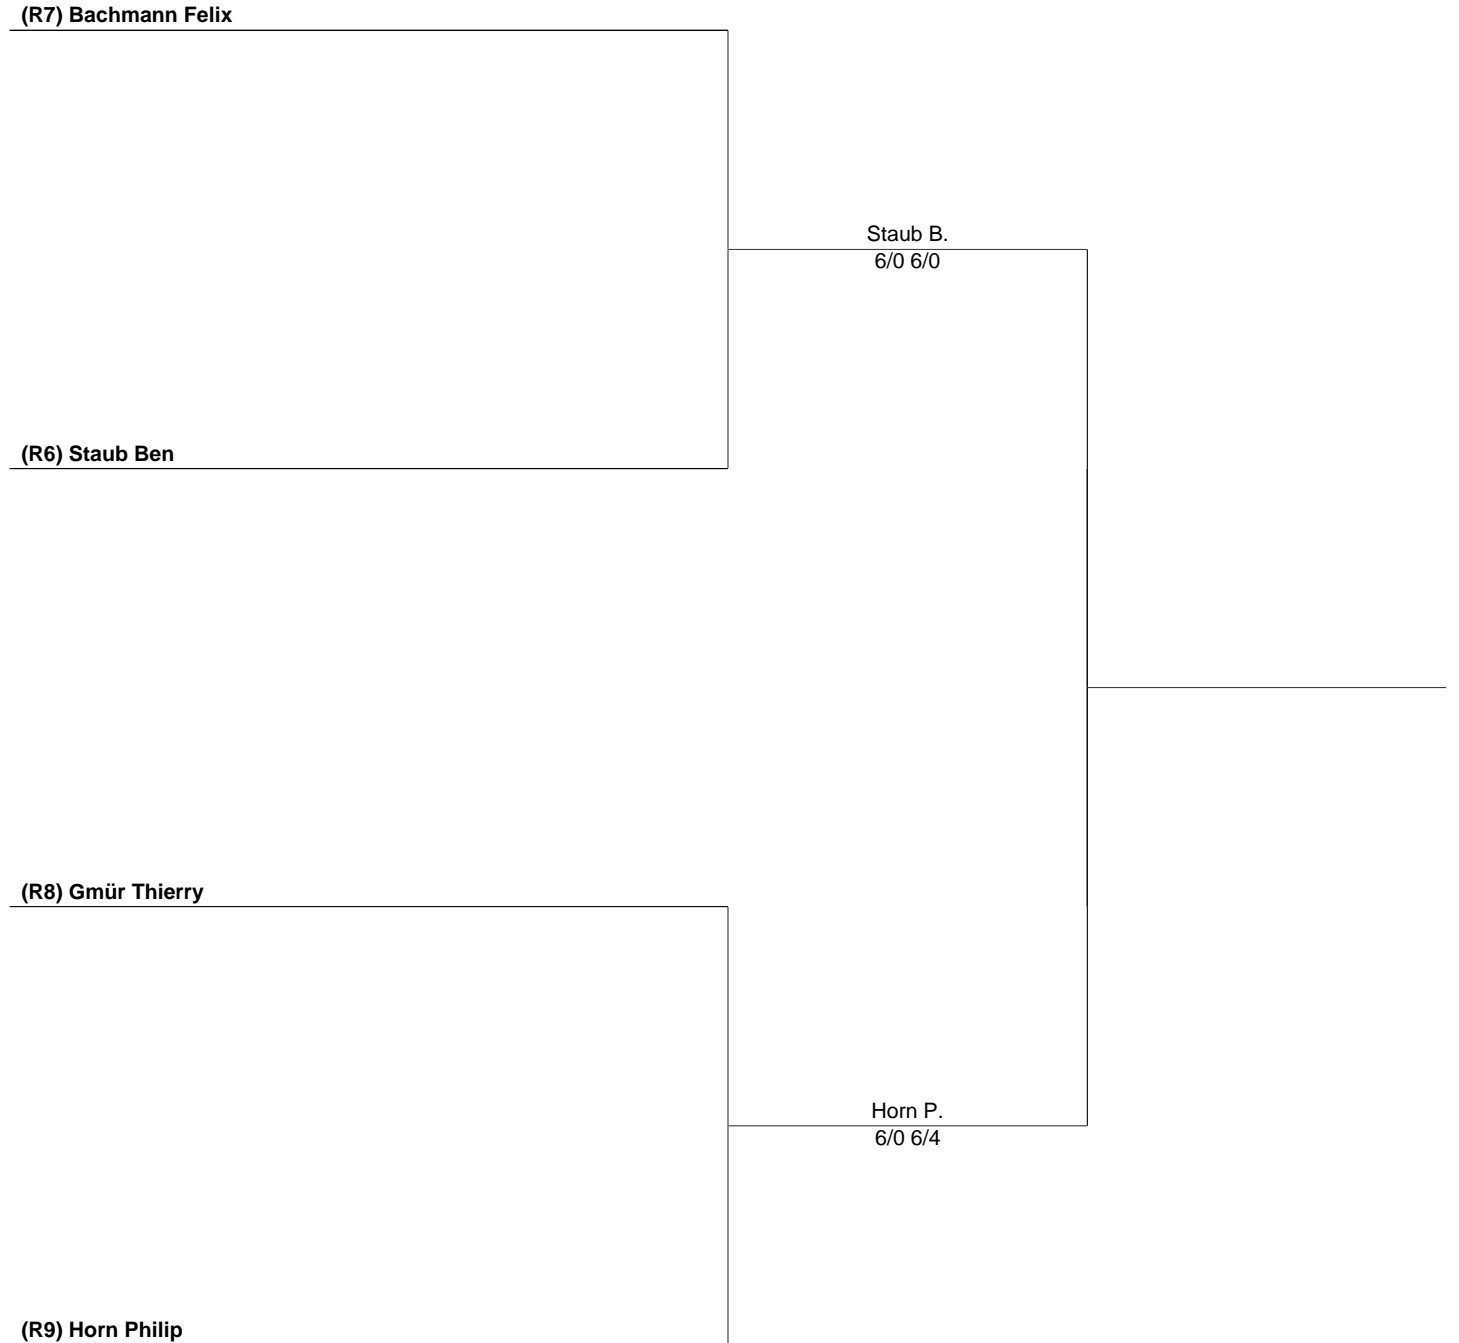 (R7) Bachmann Felix
Staub B.
6/0 6/0
(R6) Staub Ben
(R8) Gmür Thierry
Horn P.
6/0 6/4
(R9) Horn Philip